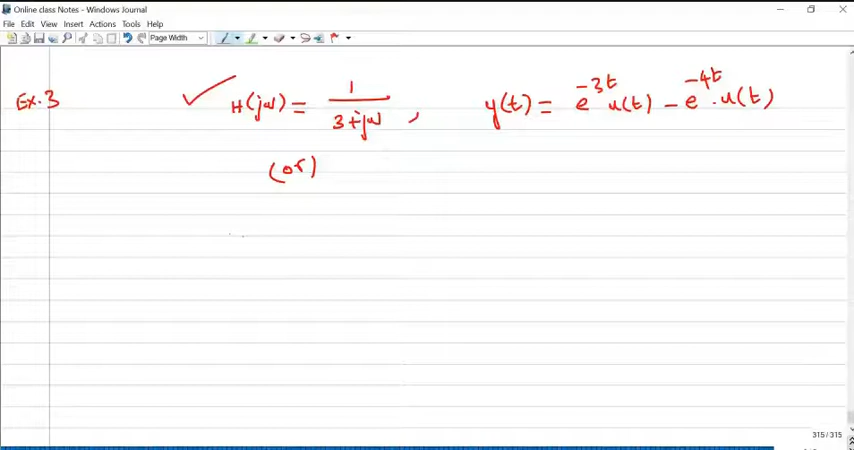 Online class Notes - Windows Journal
File Edit View Insert Actions Tools Help
Page Width
Ex.3 H(jω) = 1/(3+jω) , y(t) = e^{-3t} u(t) - e^{-4t} . u(t)
(or)
315 / 315